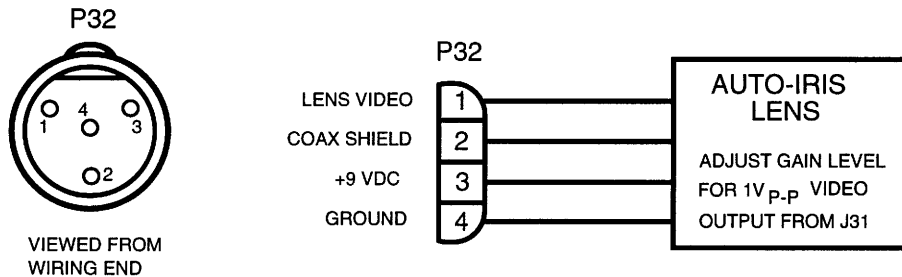 P32
1
4
3
2
VIEWED FROM
WIRING END
P32
LENS VIDEO 1
COAX SHIELD 2
+9 VDC 3
GROUND 4
AUTO-IRIS
LENS
ADJUST GAIN LEVEL
FOR 1V P-P VIDEO
OUTPUT FROM J31